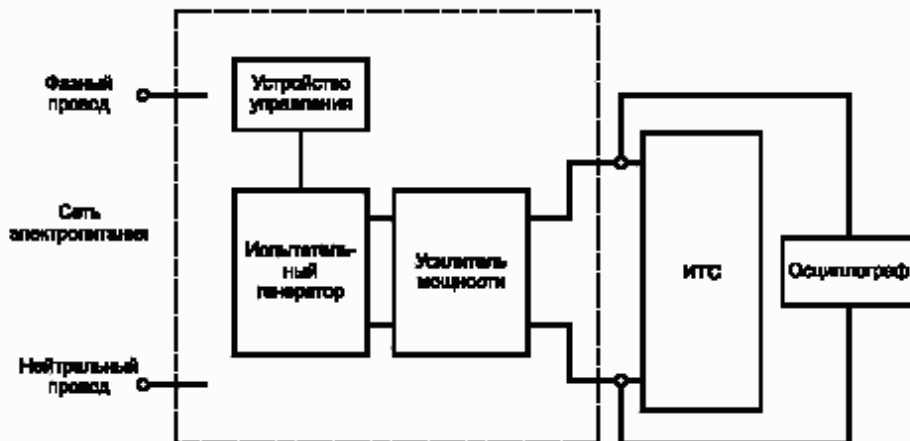 Фазный
провод
Устройство
управления
Сеть
электропитания
Испытатель-
ный
генератор
Усилитель
мощности
ИТС
Осциллограф
Нейтральный
провод